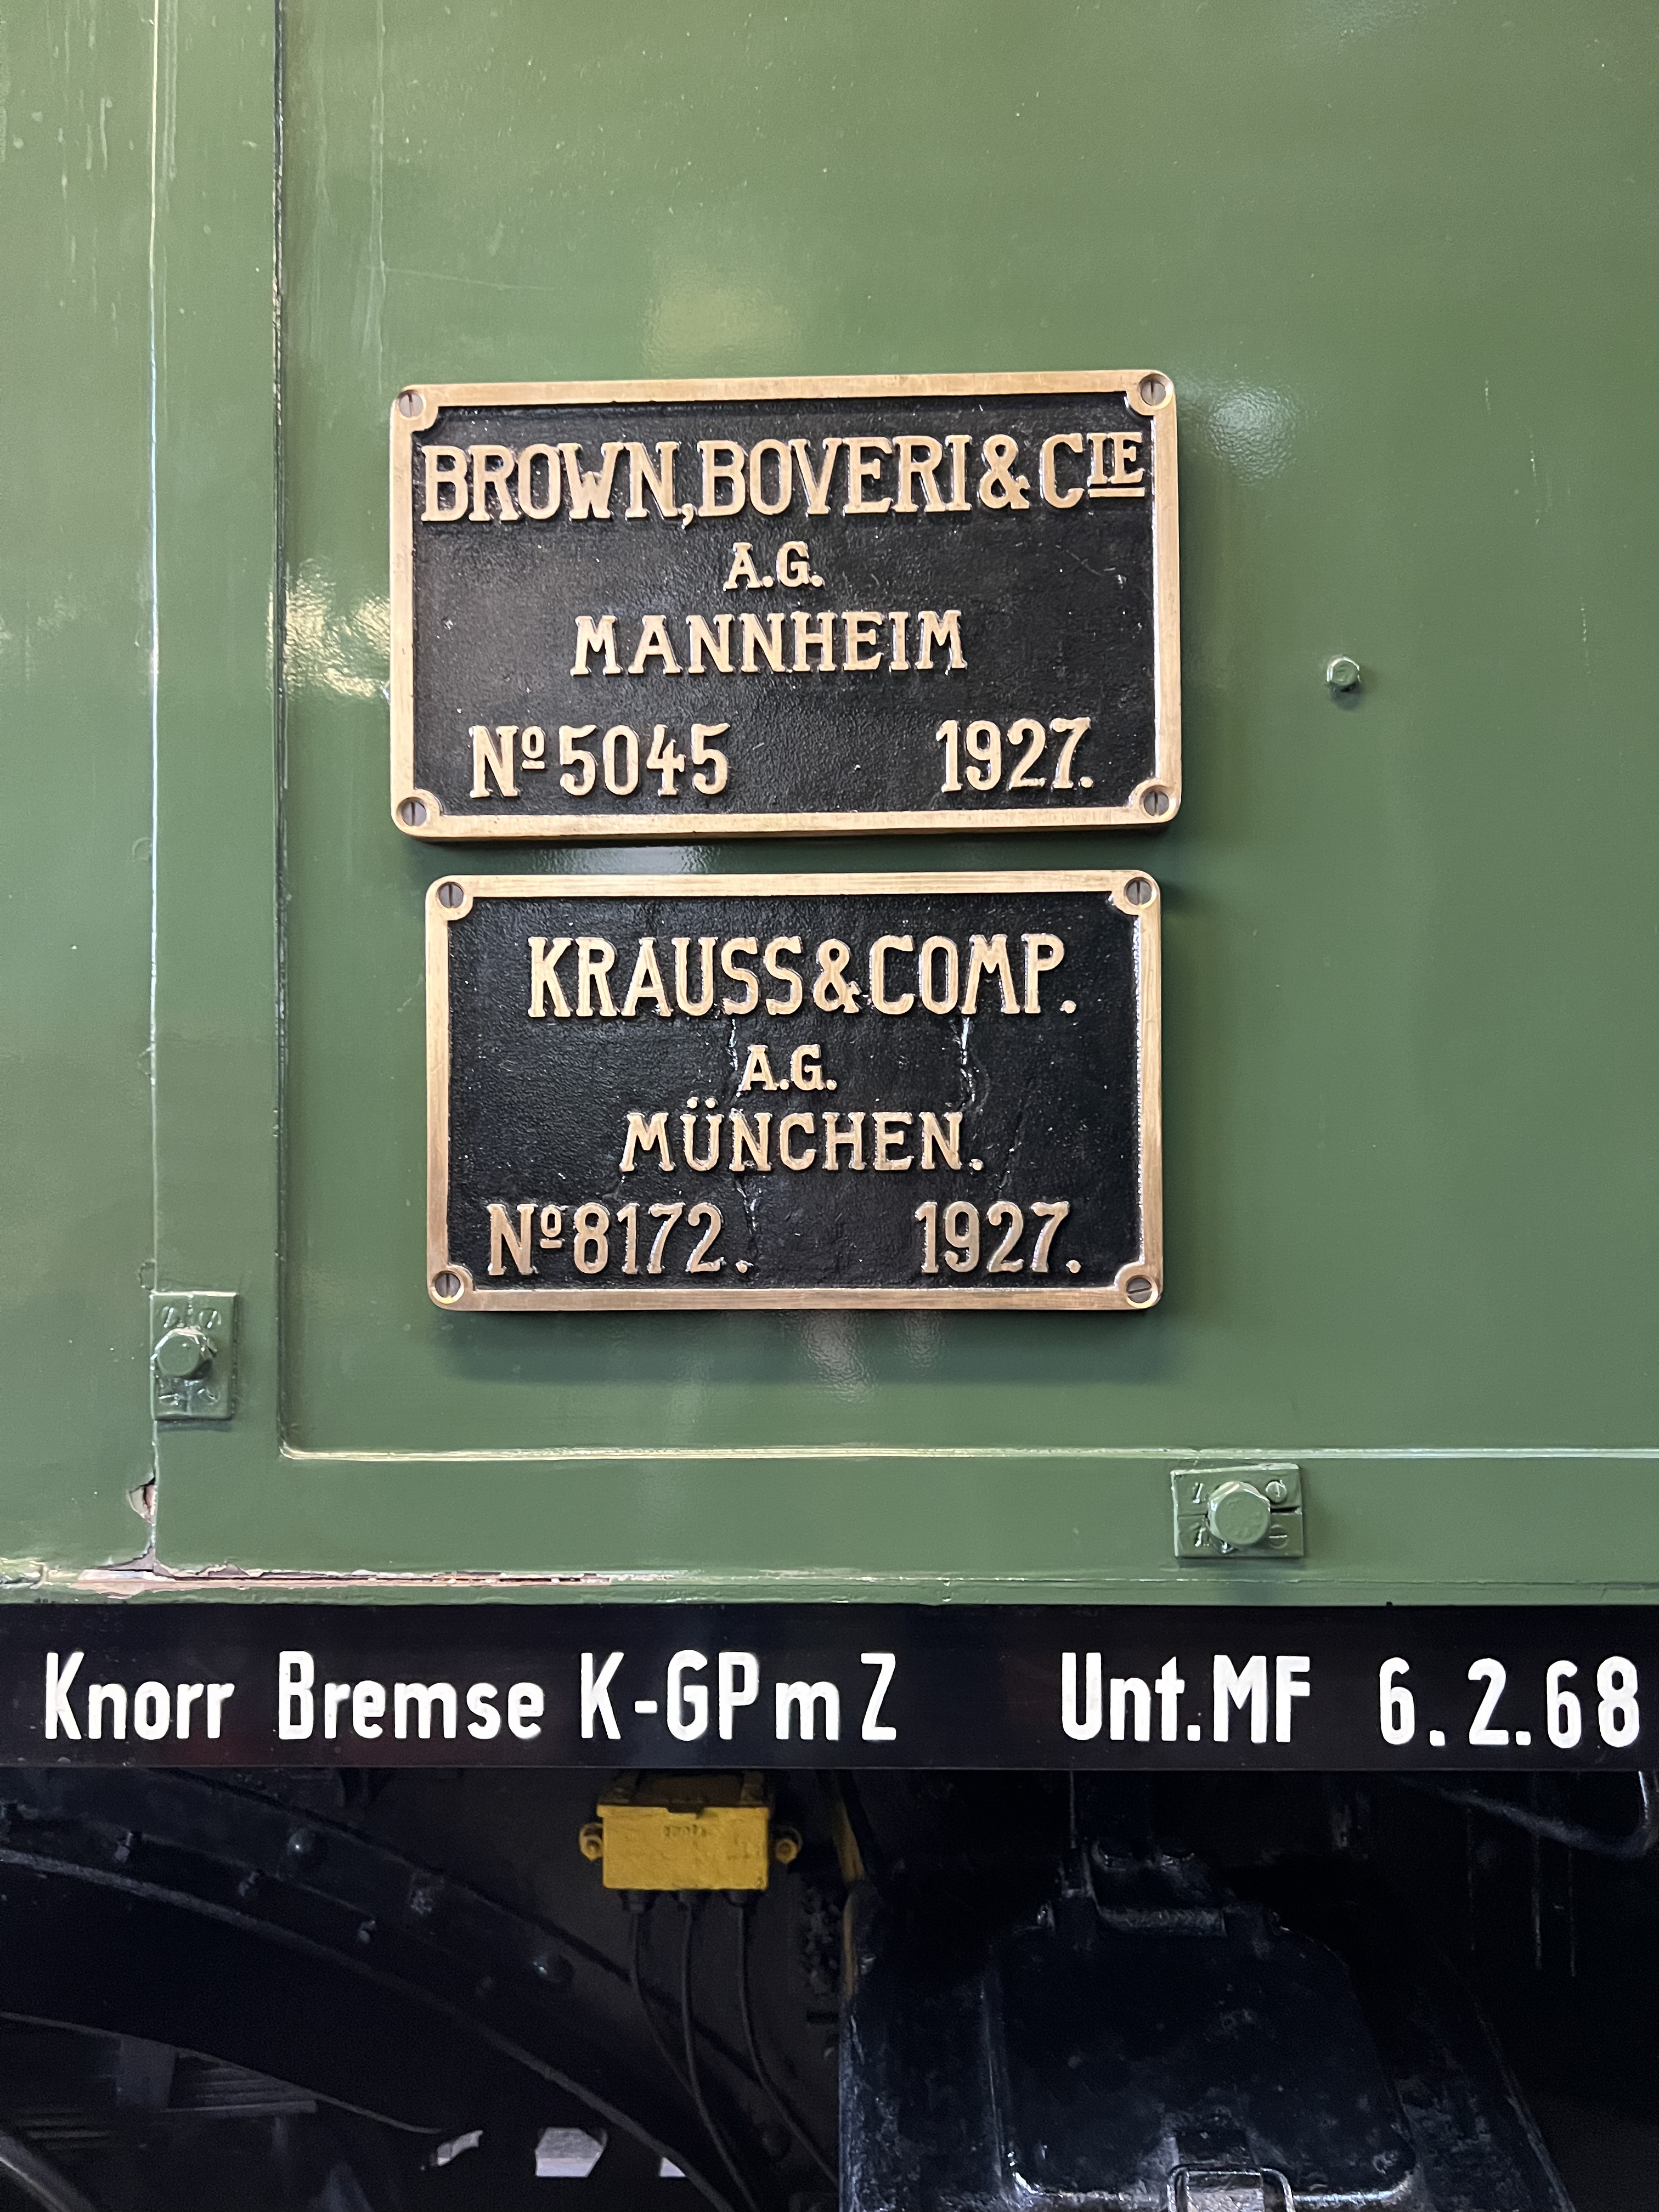 BROWN, BOVERI & CIE
A.G.
MANNHEIM
Nº 5045 1927.
KRAUSS & COMP.
A.G.
MÜNCHEN.
Nº 8172. 1927.
Knorr Bremse K-GPmZ Unt.MF 6.2.68